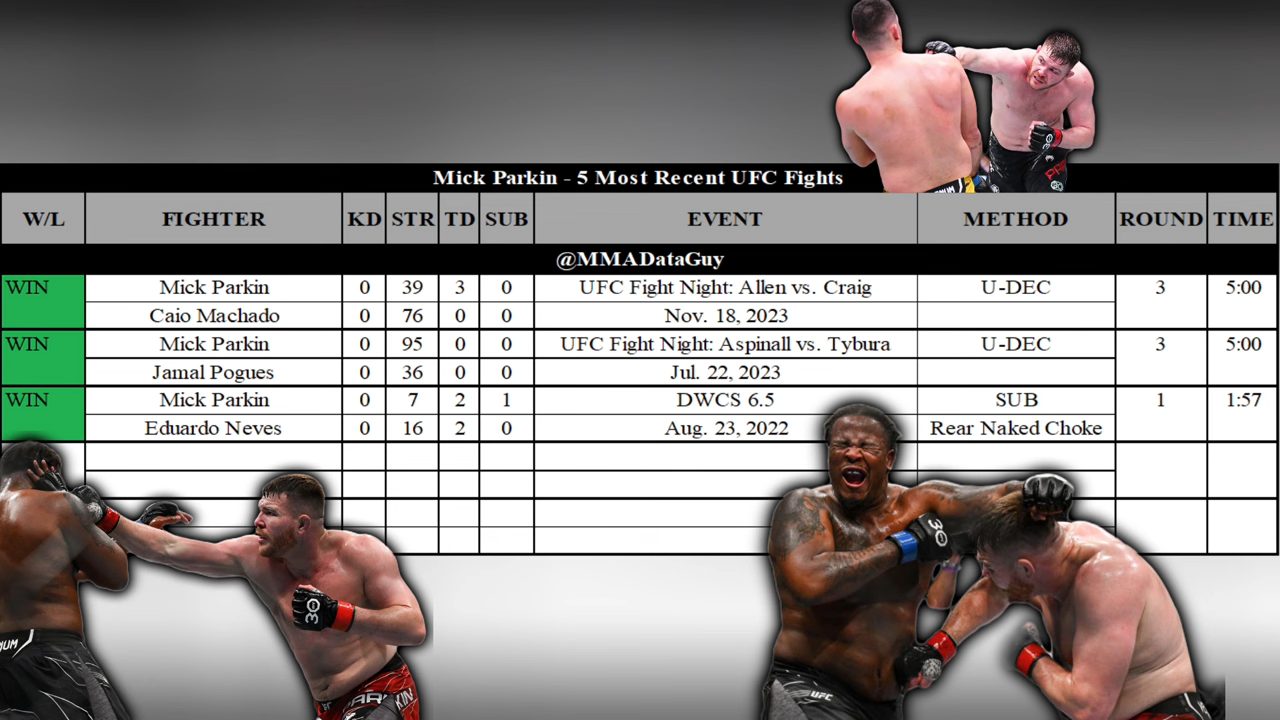 Mick Parkin - 5 Most Recent UFC Fights
W/L FIGHTER KD STR TD SUB EVENT METHOD ROUND TIME
@MMADataGuy
WIN Mick Parkin 0 39 3 0 UFC Fight Night: Allen vs. Craig U-DEC 3 5:00
Caio Machado 0 76 0 0 Nov. 18, 2023
WIN Mick Parkin 0 95 0 0 UFC Fight Night: Aspinall vs. Tybura U-DEC 3 5:00
Jamal Pogues 0 36 0 0 Jul. 22, 2023
WIN Mick Parkin 0 7 2 1 DWCS 6.5 SUB 1 1:57
Eduardo Neves 0 16 2 0 Aug. 23, 2022 Rear Naked Choke
30
30
UFC